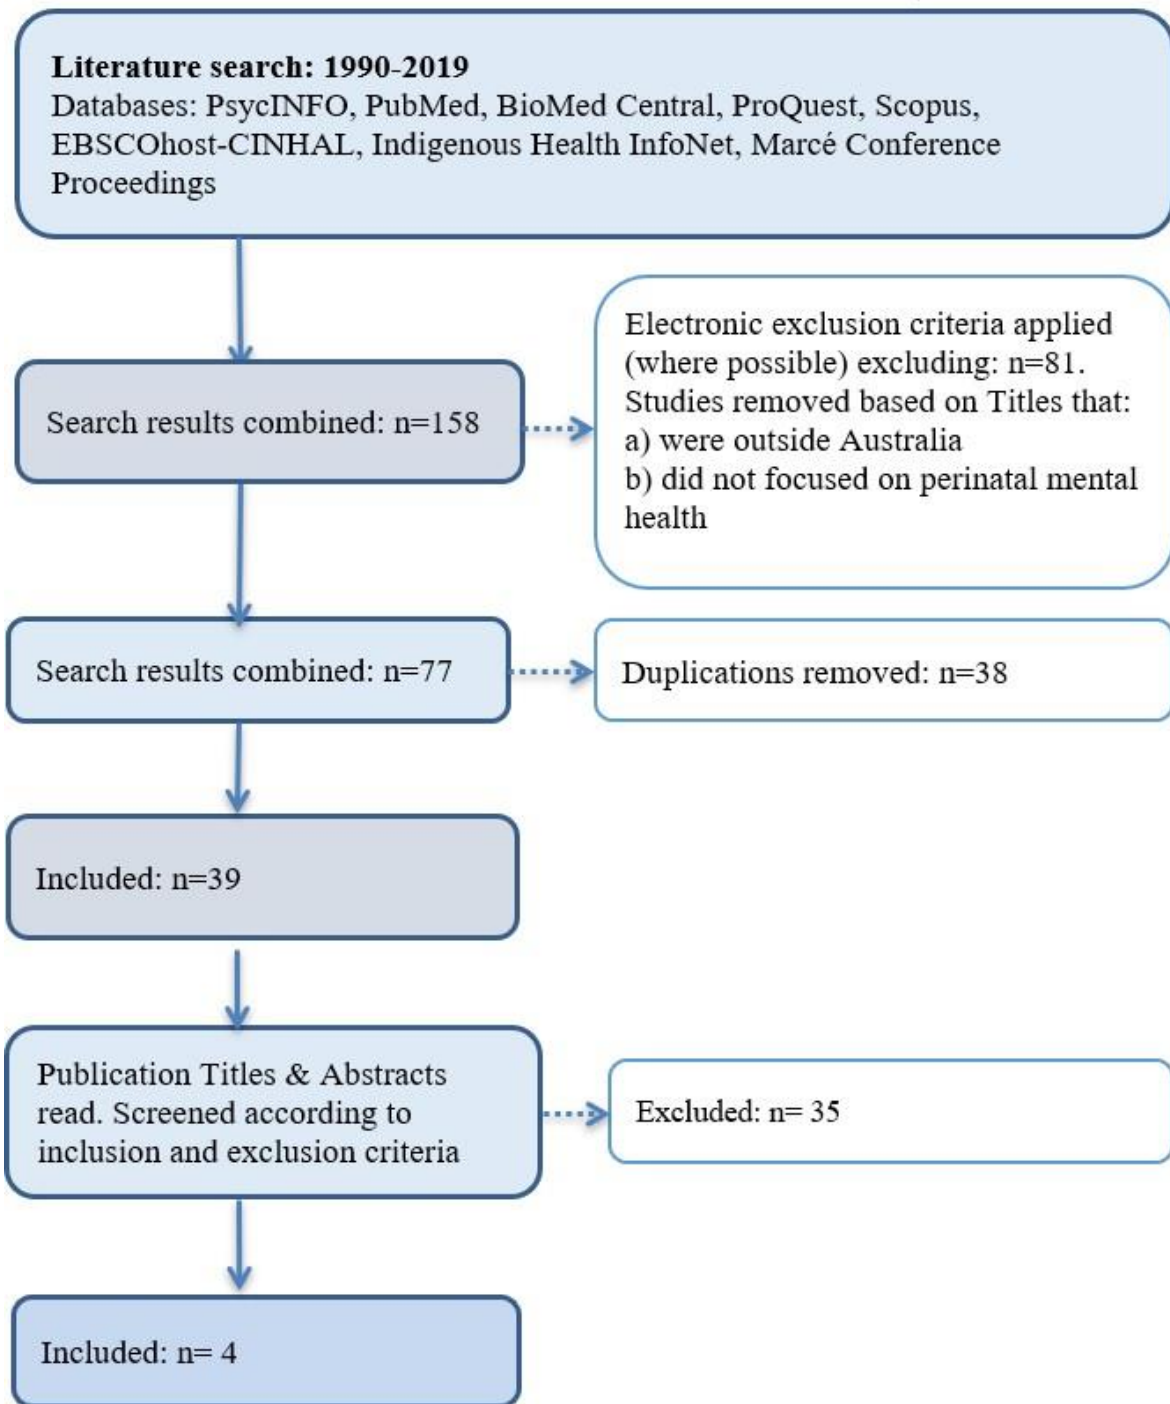 Literature search: 1990-2019
Databases: PsycINFO, PubMed, BioMed Central, ProQuest, Scopus,
EBSCOhost-CINHAL, Indigenous Health InfoNet, Marcé Conference
Proceedings
Search results combined: n=158
Electronic exclusion criteria applied
(where possible) excluding: n=81.
Studies removed based on Titles that:
a) were outside Australia
b) did not focused on perinatal mental
health
Search results combined: n=77
Duplications removed: n=38
Included: n=39
Publication Titles & Abstracts
read. Screened according to
inclusion and exclusion criteria
Excluded: n= 35
Included: n= 4